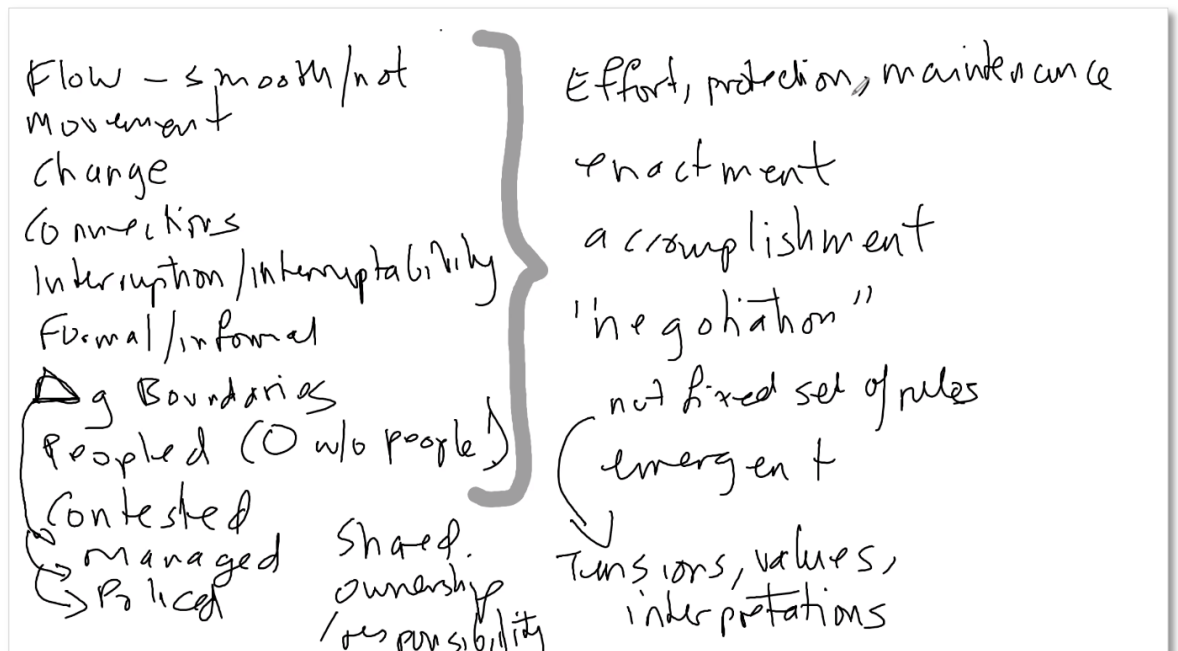 Flow - smooth/not
movement
change
connections
Interruption/interruptability
Formal/informal
Δg Boundaries
Peopled (O w/o people!)
Contested
managed
Policed
Shared.
ownership
/responsibility
Effort, protection, maintenance
enactment
accomplishment
"negotiation"
not fixed set of rules
emergent
Tensions, values,
interpretations